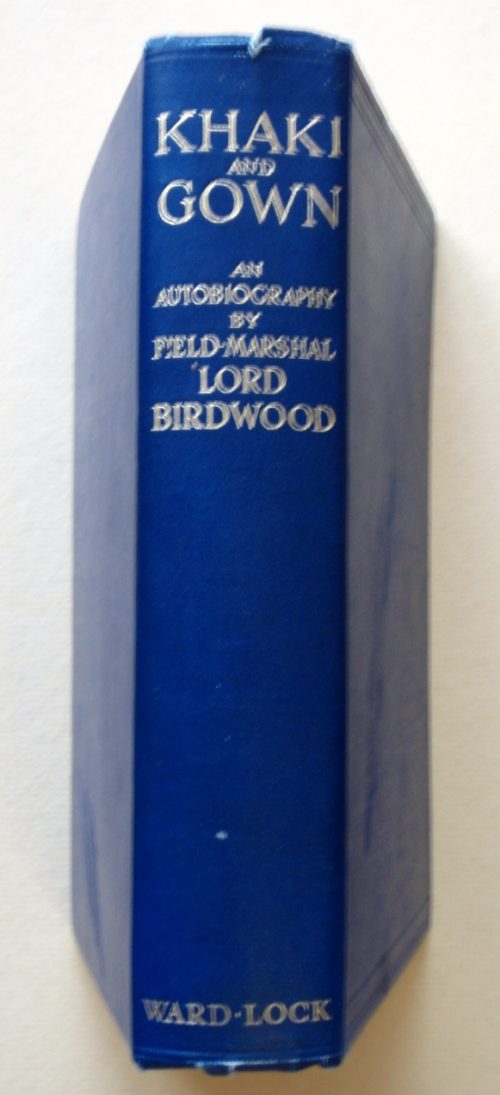 KHAKI
AND
GOWN
AN
AUTOBIOGRAPHY
BY
FIELD-MARSHAL
LORD
BIRDWOOD
WARD-LOCK